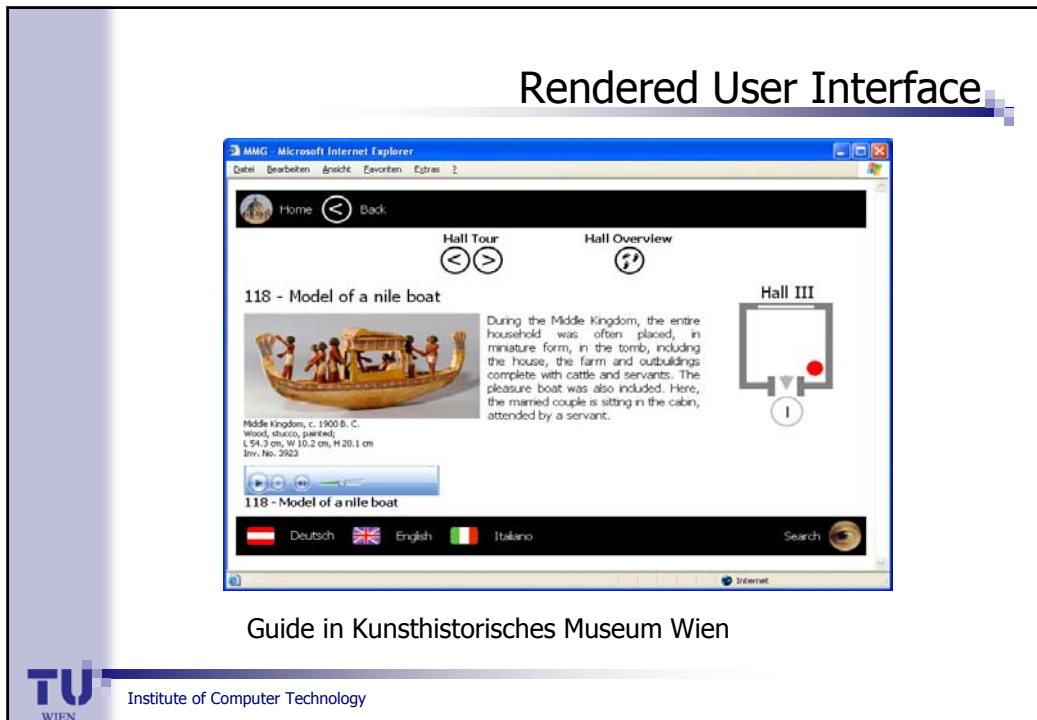 Rendered User Interface
MMG - Microsoft Internet Explorer
Datei Bearbeiten Ansicht Favoriten Extras ?
Home < Back
Hall Tour
< >
Hall Overview
118 - Model of a nile boat
During the Middle Kingdom, the entire
household was often placed, in
miniature form, in the tomb, including
the house, the farm and outbuildings
complete with cattle and servants. The
pleasure boat was also included. Here,
the married couple is sitting in the cabin,
attended by a servant.
Hall III
I
Middle Kingdom, c. 1900 B. C.
Wood, stucco, painted;
L 54.3 cm, W 10.2 cm, H 20.1 cm
Inv. No. 3923
118 - Model of a nile boat
Deutsch English Italiano Search
Internet
Guide in Kunsthistorisches Museum Wien
TU
WIEN
Institute of Computer Technology